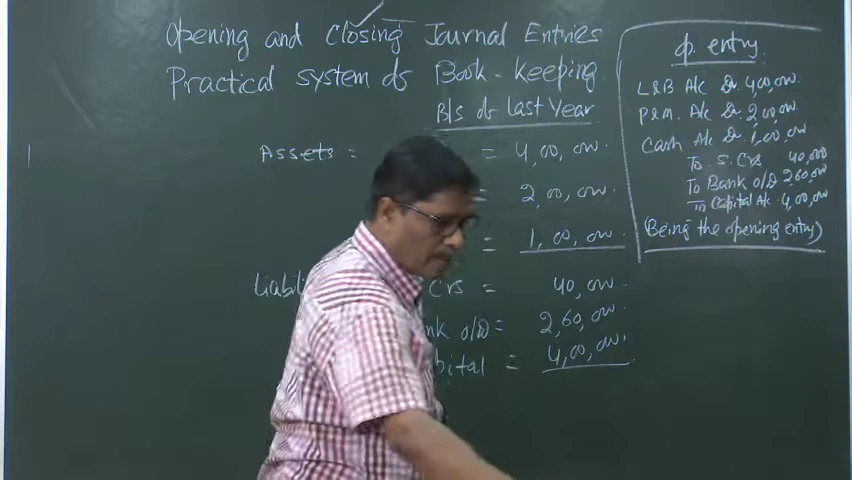 Opening and Closing Journal Entries
Practical system of Book-keeping.
B/s of last Year
Assets = = 4,00,000.
= 2,00,000.
= 1,00,000.
Liabili Crs = 40,000.
nk o/D = 2,60,000.
pital = 4,00,000.
O. entry.
L&B A/c Dr. 4,00,000.
P&M. A/c Dr. 2,00,000.
Cash A/c Dr. 1,00,000.
To S. Crs 40,000
To Bank o/D 2,60,000
To Capital A/c. 4,00,000
(Being the opening entry)